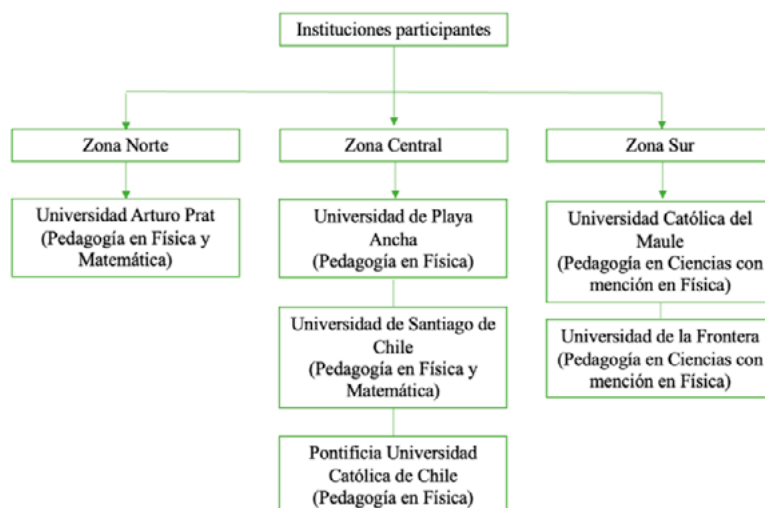 Instituciones participantes
Zona Norte
Zona Central
Zona Sur
Universidad Arturo Prat
(Pedagogía en Física y
Matemática)
Universidad de Playa
Ancha
(Pedagogía en Física)
Universidad de Santiago de
Chile
(Pedagogía en Física y
Matemática)
Pontificia Universidad
Católica de Chile
(Pedagogía en Física)
Universidad Católica del
Maule
(Pedagogía en Ciencias con
mención en Física)
Universidad de la Frontera
(Pedagogía en Ciencias con
mención en Física)